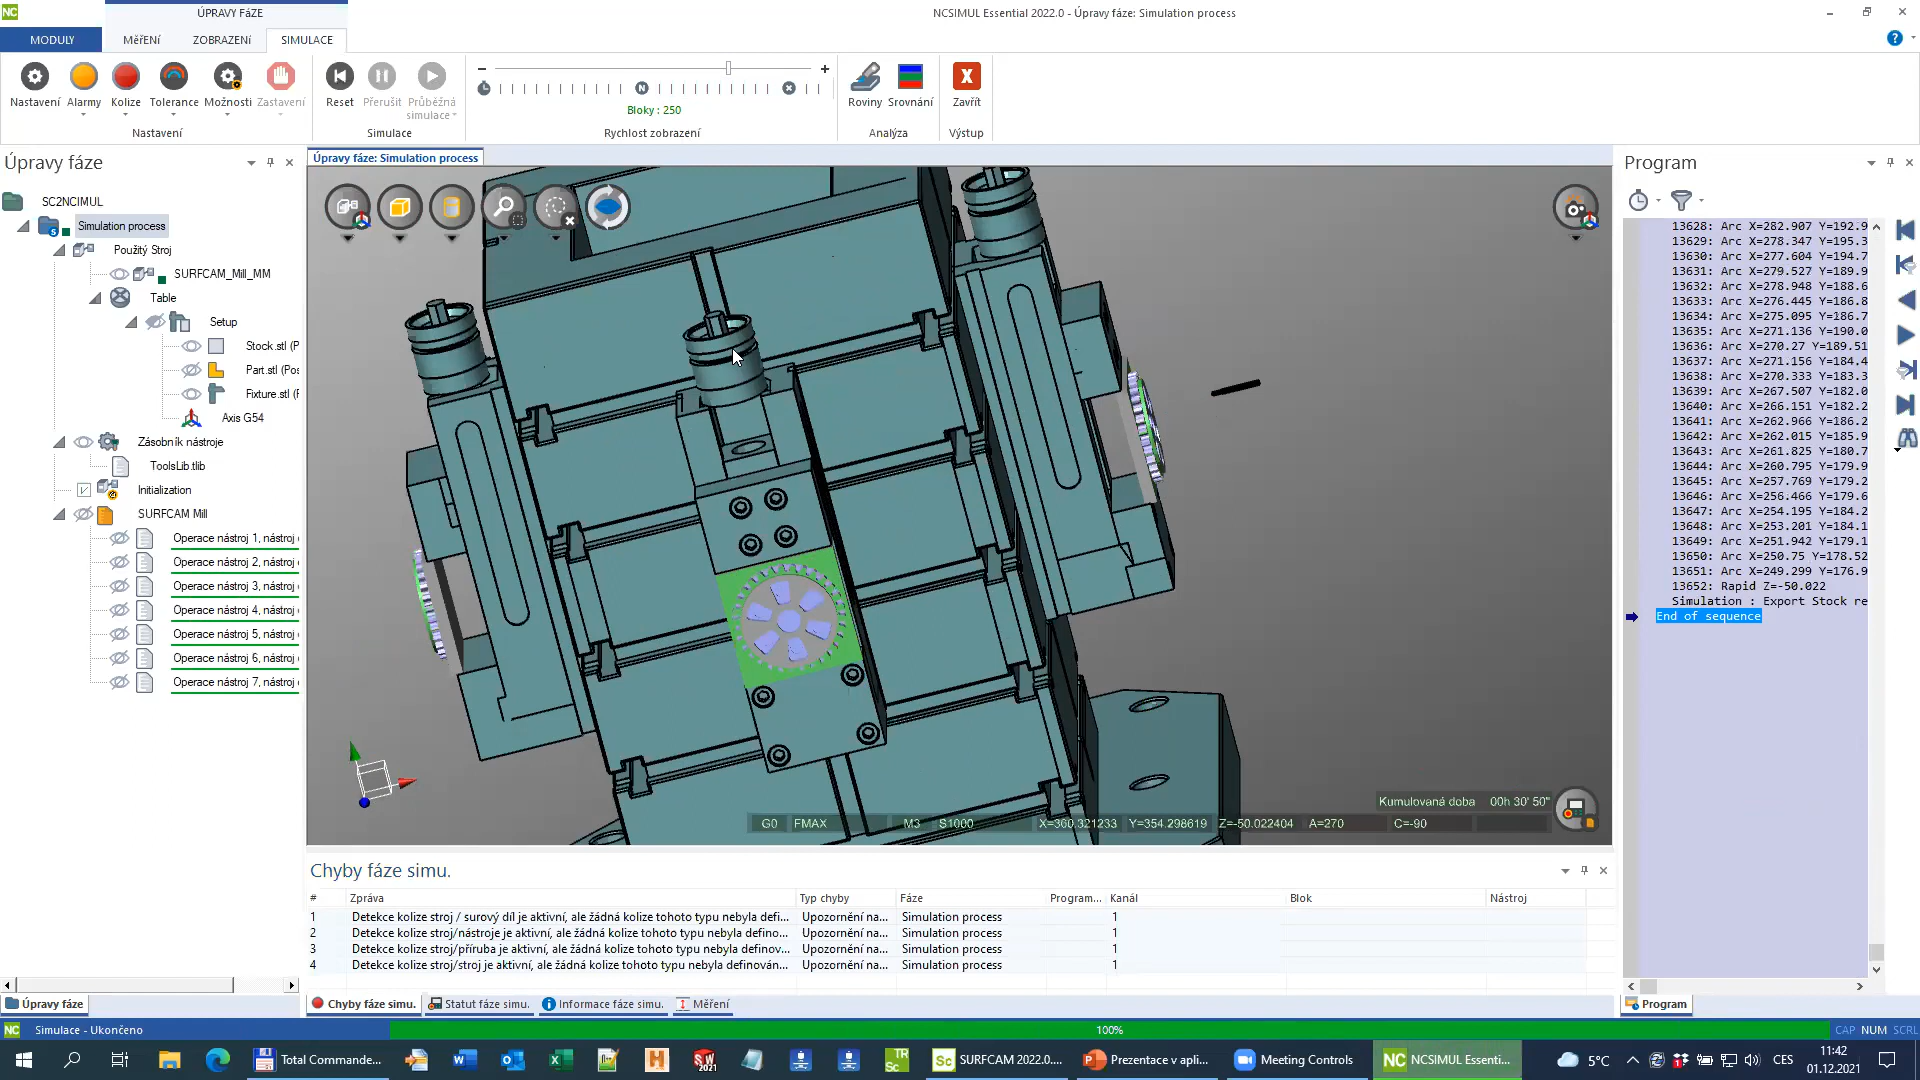 ÚPRAVY FáZE
NCSIMUL Essential 2022.0 - Úpravy fáze: Simulation process
MODULY
MěřENí
ZOBRAZENí
SIMULACE
Nastavení
Alarmy
Kolize
Tolerance
Možnosti
Zastavení
Reset
Přerušit
Průběžná
simulace
Bloky : 250
Roviny
Srovnání
Zavřít
Nastavení
Simulace
Rychlost zobrazení
Analýza
Výstup
Úpravy fáze
SC2NCIMUL
Simulation process
Použitý Stroj
SURFCAM_Mill_MM
Table
Setup
Stock.stl (P
Part.stl (Pos
Fixture.stl (F
Axis G54
Zásobník nástroje
ToolsLib.tlib
Initialization
SURFCAM Mill
Operace nástroj 1, nástroj
Operace nástroj 2, nástroj
Operace nástroj 3, nástroj
Operace nástroj 4, nástroj
Operace nástroj 5, nástroj
Operace nástroj 6, nástroj
Operace nástroj 7, nástroj
Úpravy fáze
Úpravy fáze: Simulation process
Kumulovaná doba 00h 30' 50"
G0 FMAX M3 S1000 X=360.321233 Y=354.298619 Z=-50.022404 A=270 C=-90
Program
13628: Arc X=282.907 Y=192.9
13629: Arc X=278.347 Y=195.3
13630: Arc X=277.604 Y=194.7
13631: Arc X=279.527 Y=189.9
13632: Arc X=278.948 Y=188.6
13633: Arc X=276.445 Y=186.8
13634: Arc X=275.095 Y=186.7
13635: Arc X=271.136 Y=190.0
13636: Arc X=270.27 Y=189.51
13637: Arc X=271.156 Y=184.4
13638: Arc X=270.333 Y=183.3
13639: Arc X=267.507 Y=182.0
13640: Arc X=266.151 Y=182.2
13641: Arc X=262.966 Y=186.2
13642: Arc X=262.015 Y=185.9
13643: Arc X=261.825 Y=180.7
13644: Arc X=260.795 Y=179.9
13645: Arc X=257.769 Y=179.2
13646: Arc X=256.466 Y=179.6
13647: Arc X=254.195 Y=184.2
13648: Arc X=253.201 Y=184.1
13649: Arc X=251.942 Y=179.1
13650: Arc X=250.75 Y=178.52
13651: Arc X=249.299 Y=176.9
13652: Rapid Z=-50.022
Simulation : Export Stock re
End of sequence
Program
Chyby fáze simu.
# Zpráva Typ chyby Fáze Program... Kanál Blok Nástroj
1 Detekce kolize stroj / surový díl je aktivní, ale žádná kolize tohoto typu nebyla defi... Upozornění na... Simulation process 1
2 Detekce kolize stroj/nástroje je aktivní, ale žádná kolize tohoto typu nebyla definо... Upozornění na... Simulation process 1
3 Detekce kolize stroj/příruba je aktivní, ale žádná kolize tohoto typu nebyla definov... Upozornění na... Simulation process 1
4 Detekce kolize stroj/stroj je aktivní, ale žádná kolize tohoto typu nebyla definován... Upozornění na... Simulation process 1
Chyby fáze simu.
Statut fáze simu.
Informace fáze simu.
Měření
Simulace - Ukončeno
100%
CAP NUM SCRL
Total Commande...
SURFCAM 2022.0....
Prezentace v apli...
Meeting Controls
NCSIMUL Essenti...
5°C
CES
11:42
01.12.2021